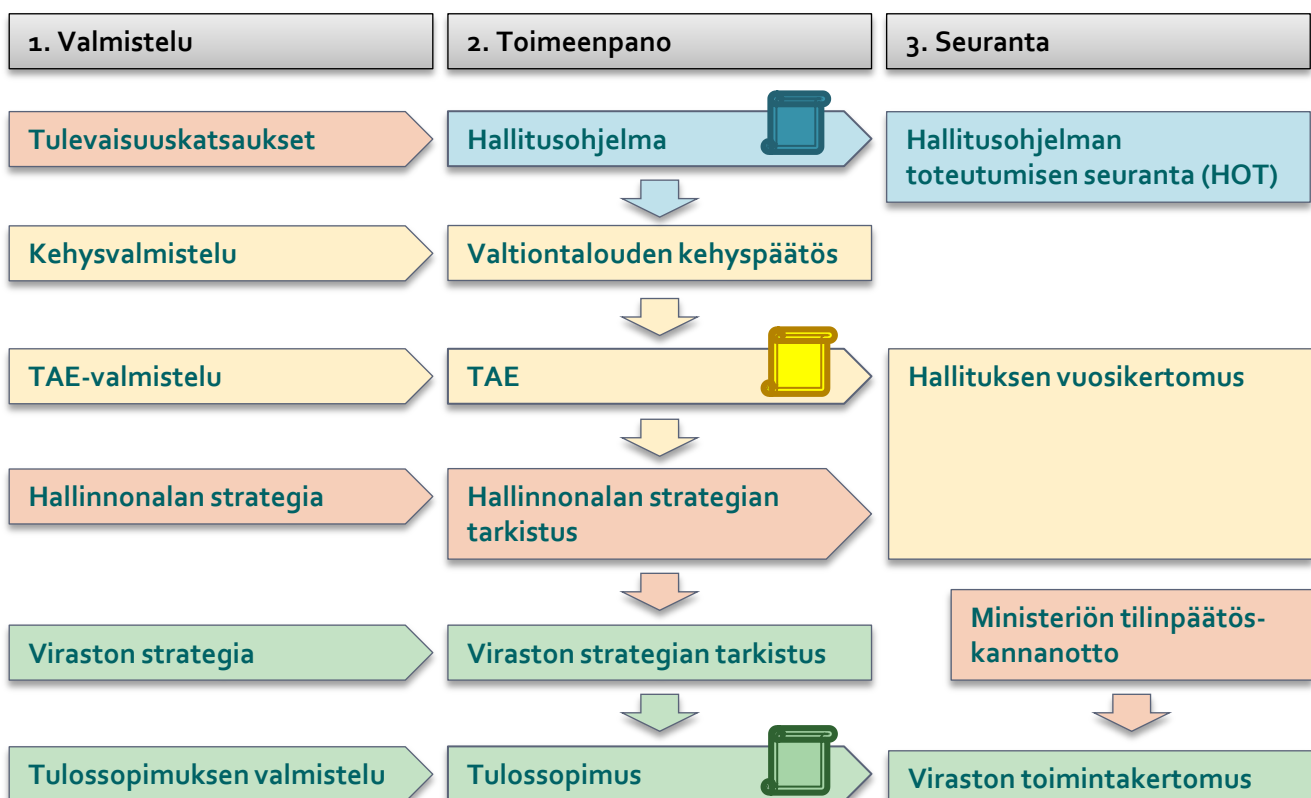 1. Valmistelu
2. Toimeenpano
3. Seuranta
Tulevaisuuskatsaukset
Hallitusohjelma
Hallitusohjelman
toteutumisen seuranta (HOT)
Kehysvalmistelu
Valtiontalouden kehyspäätös
TAE-valmistelu
TAE
Hallituksen vuosikertomus
Hallinnonalan strategia
Hallinnonalan strategian
tarkistus
Viraston strategia
Viraston strategian tarkistus
Ministeriön tilinpäätös-
kannanotto
Tulossopimuksen valmistelu
Tulossopimus
Viraston toimintakertomus